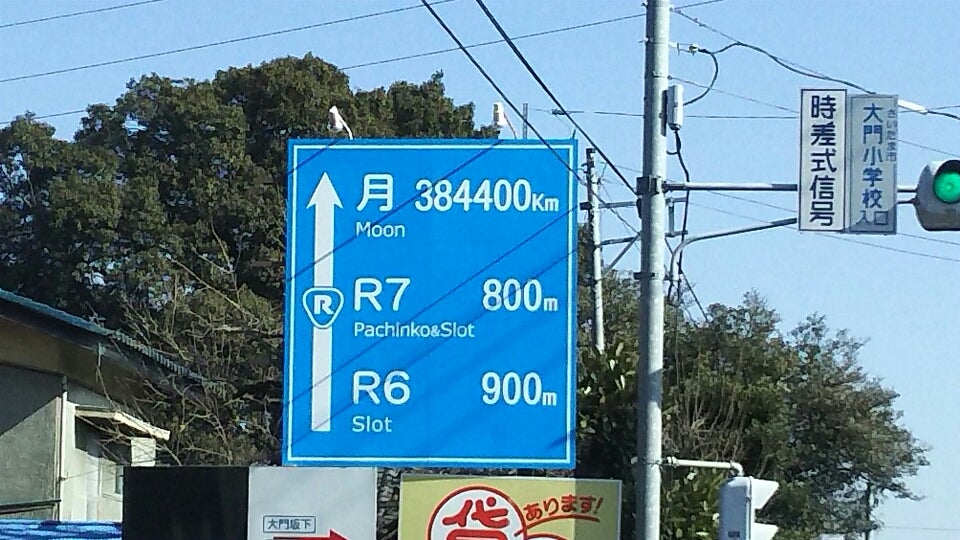 月 384400Km
Moon
R
R7 800m
Pachinko&Slot
R6 900m
Slot
時差式信号
さいたま市
大門小学校
入口
大門坂下
あります!